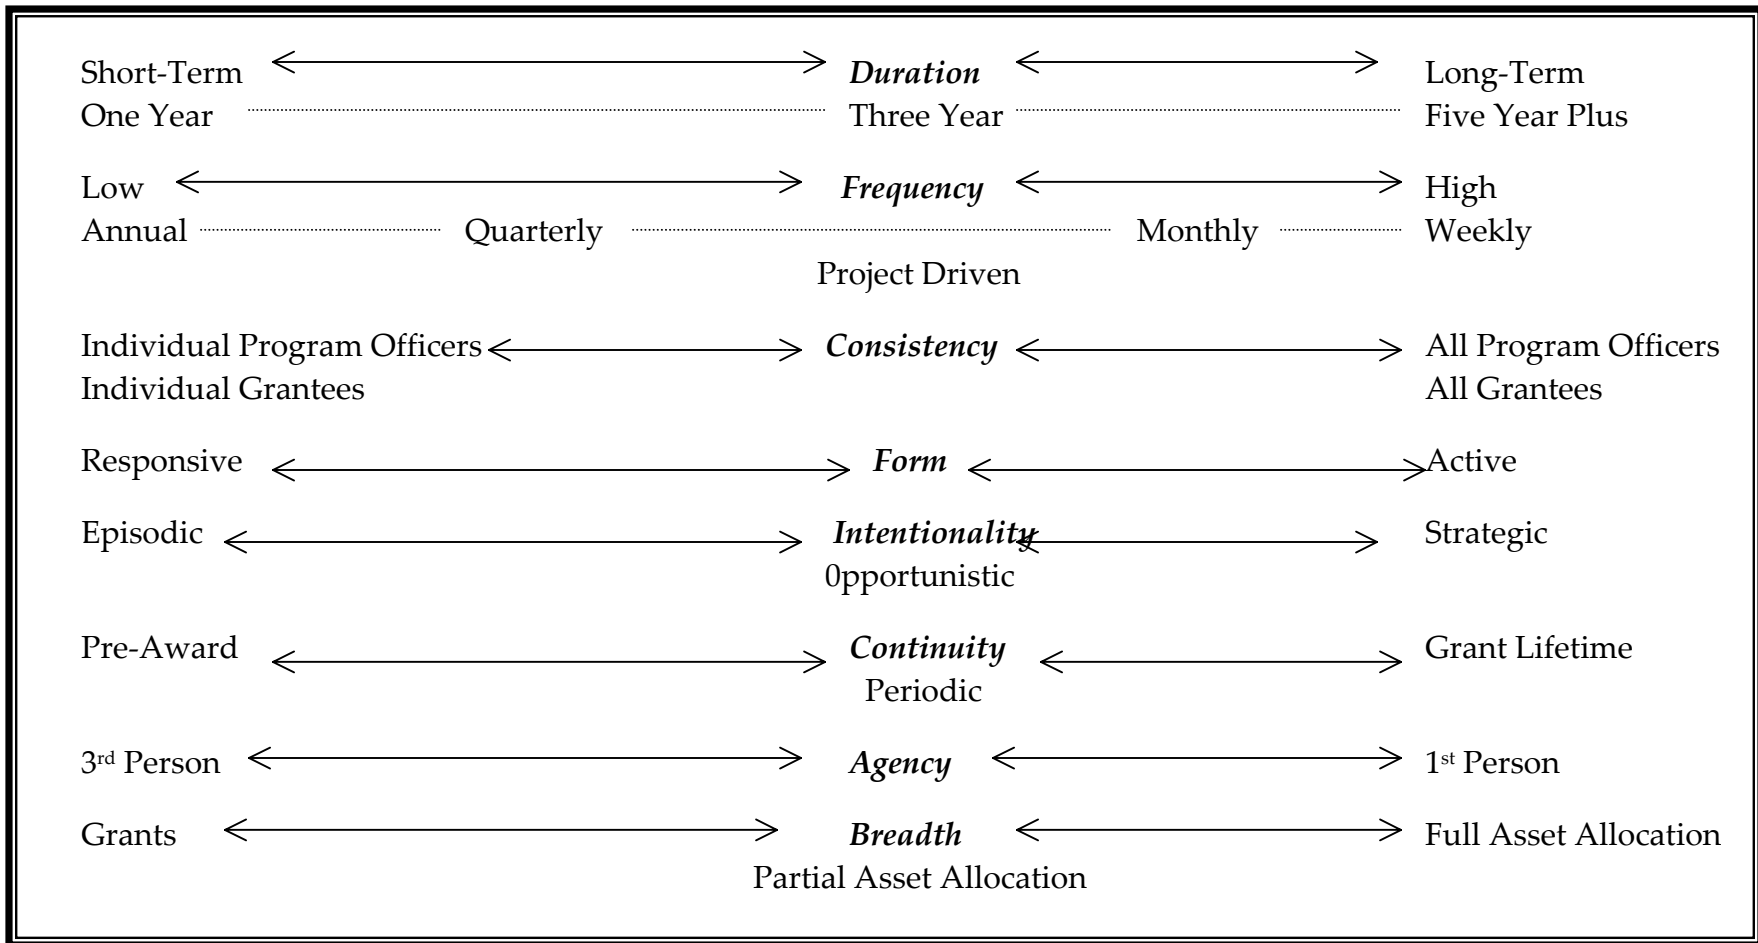 Short-Term Duration Long-Term
One Year Three Year Five Year Plus
Low Frequency High
Annual Quarterly Monthly Weekly
Project Driven
Individual Program Officers Consistency All Program Officers
Individual Grantees All Grantees
Responsive Form Active
Episodic Intentionality Strategic
0pportunistic
Pre-Award Continuity Grant Lifetime
Periodic
3rd Person Agency 1st Person
Grants Breadth Full Asset Allocation
Partial Asset Allocation